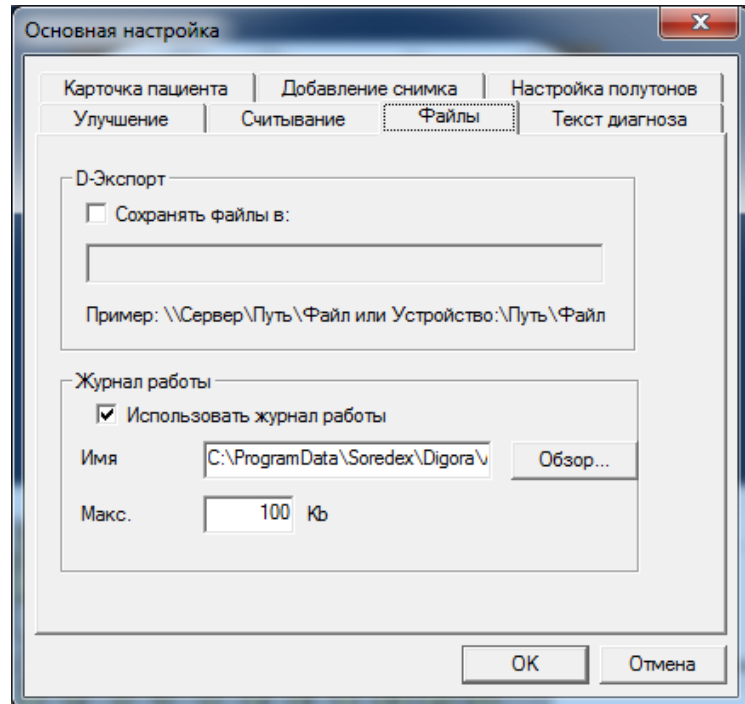 Основная настройка
Карточка пациента Добавление снимка Настройка полутонов
Улучшение Считывание Файлы Текст диагноза
D-Экспорт
Сохранять файлы в:
Пример: \\Сервер\Путь\Файл или Устройство:\Путь\Файл
Журнал работы
Использовать журнал работы
Имя C:\ProgramData\Soredex\Digora\ Обзор...
Макс. 100 Kb
OK Отмена